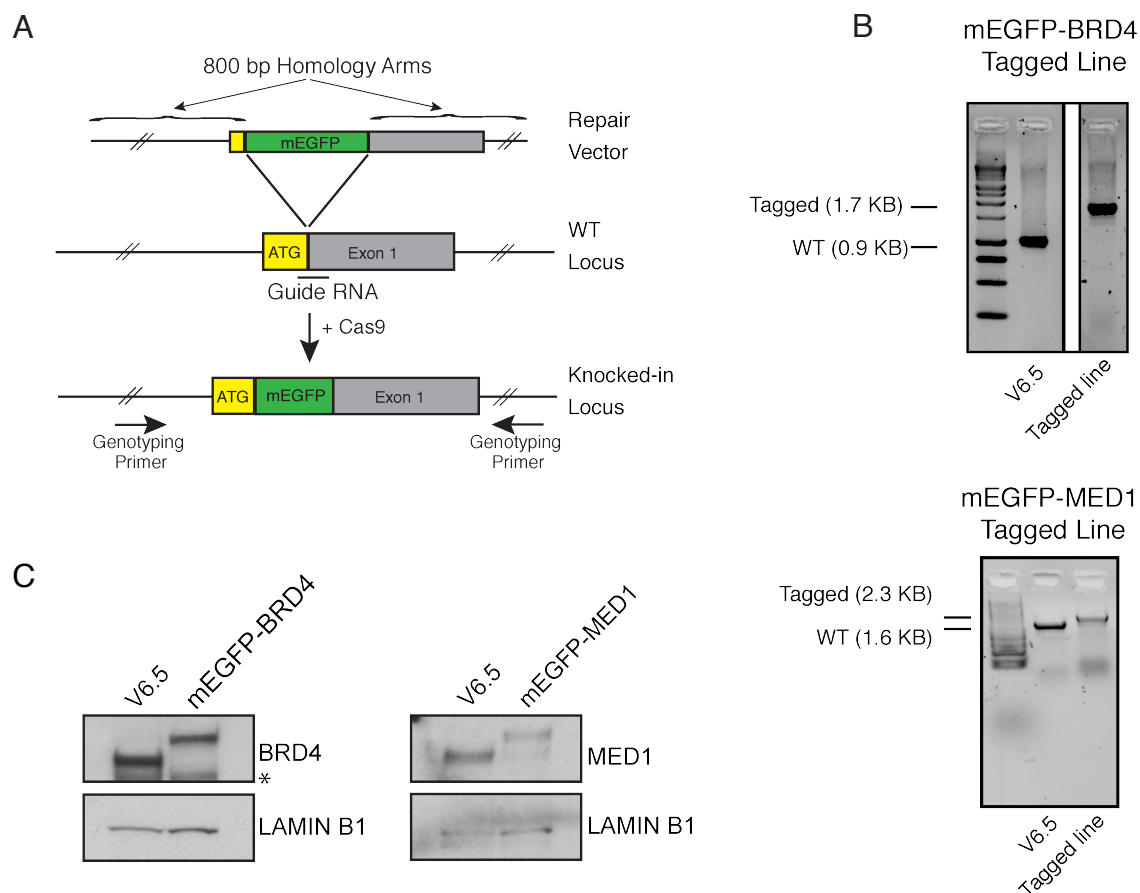 A
800 bp Homology Arms
mEGFP
Repair
Vector
ATG
Exon 1
WT
Locus
Guide RNA
+ Cas9
ATG
mEGFP
Exon 1
Knocked-in
Locus
Genotyping
Primer
Genotyping
Primer
B
mEGFP-BRD4
Tagged Line
Tagged (1.7 KB)
WT (0.9 KB)
V6.5
Tagged line
mEGFP-MED1
Tagged Line
Tagged (2.3 KB)
WT (1.6 KB)
V6.5
Tagged line
C
V6.5
mEGFP-BRD4
BRD4
*
LAMIN B1
V6.5
mEGFP-MED1
MED1
LAMIN B1